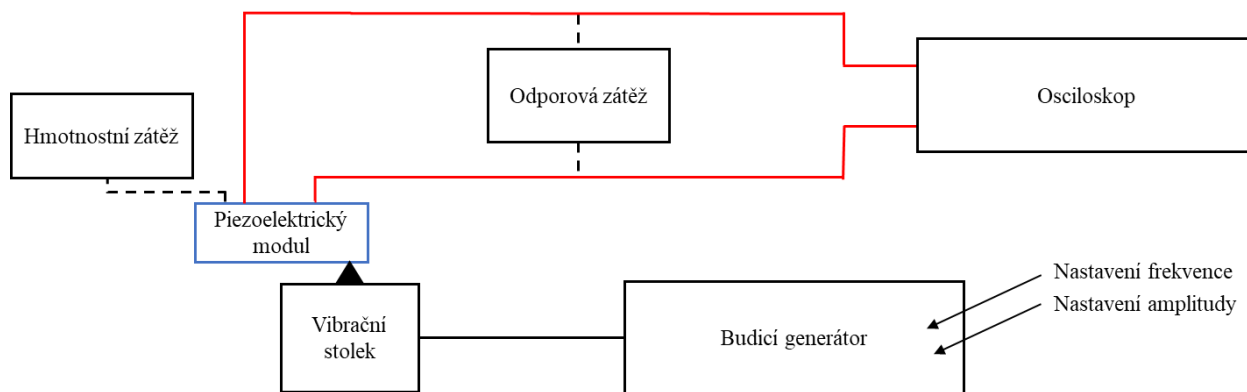 Odporová zátěž
Osciloskop
Hmotnostní zátěž
Piezoelektrický
modul
Vibrační
stolek
Budicí generátor
Nastavení frekvence
Nastavení amplitudy